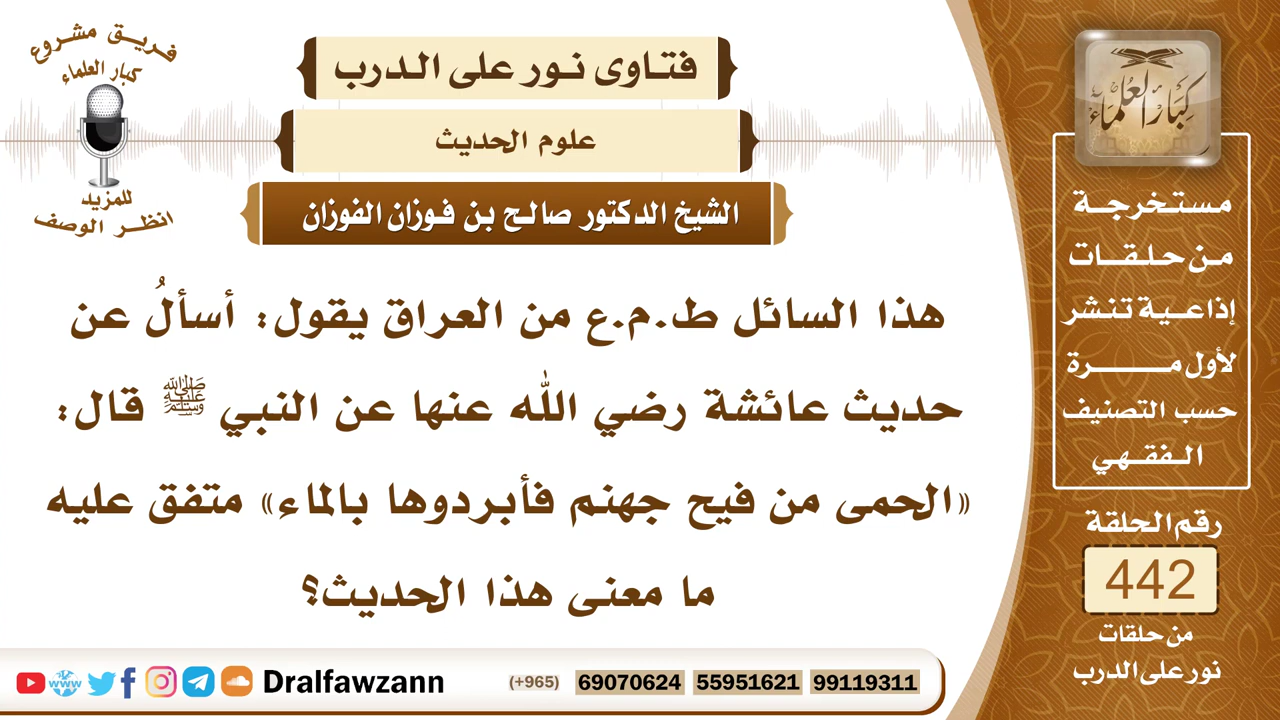 فريق مشروع
كبار العلماء
للمزيد
انظر الوصف
فتاوى نور على الدرب
علوم الحديث
الشيخ الدكتور صالح بن فوزان الفوزان
هذا السائل ط.م.ع من العراق يقول: أسألُ عن
حديث عائشة رضي الله عنها عن النبي ﷺ قال:
«الحمى من فيح جهنم فأبردوها بالماء» متفق عليه
ما معنى هذا الحديث؟
كبار العلماء
مستخرجة
من حلقات
إذاعية تنشر
لأول مرة
حسب التصنيف
الفقهي
رقم الحلقة
442
من حلقات
نور على الدرب
www
Dralfawzann (+965) 69070624 55951621 99119311